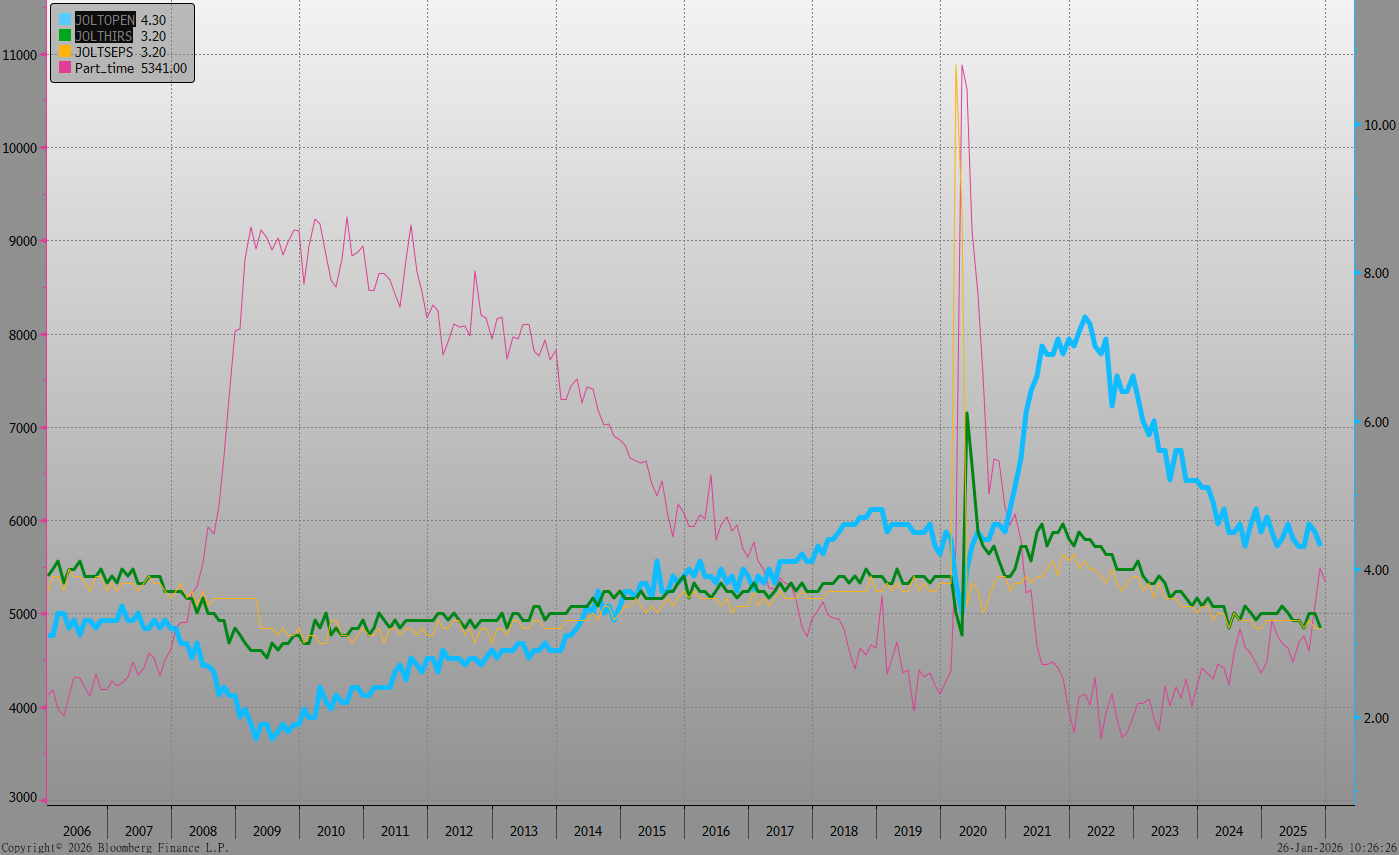 JOLTOPEN 4.30
JOLTHIRS 3.20
JOLTSEPS 3.20
Part_time 5341.00
11000
10000
9000
8000
7000
6000
5000
4000
3000
10.00
8.00
6.00
4.00
2.00
2006 2007 2008 2009 2010 2011 2012 2013 2014 2015 2016 2017 2018 2019 2020 2021 2022 2023 2024 2025
Copyright© 2026 Bloomberg Finance L.P. 26-Jan-2026 10:26:26